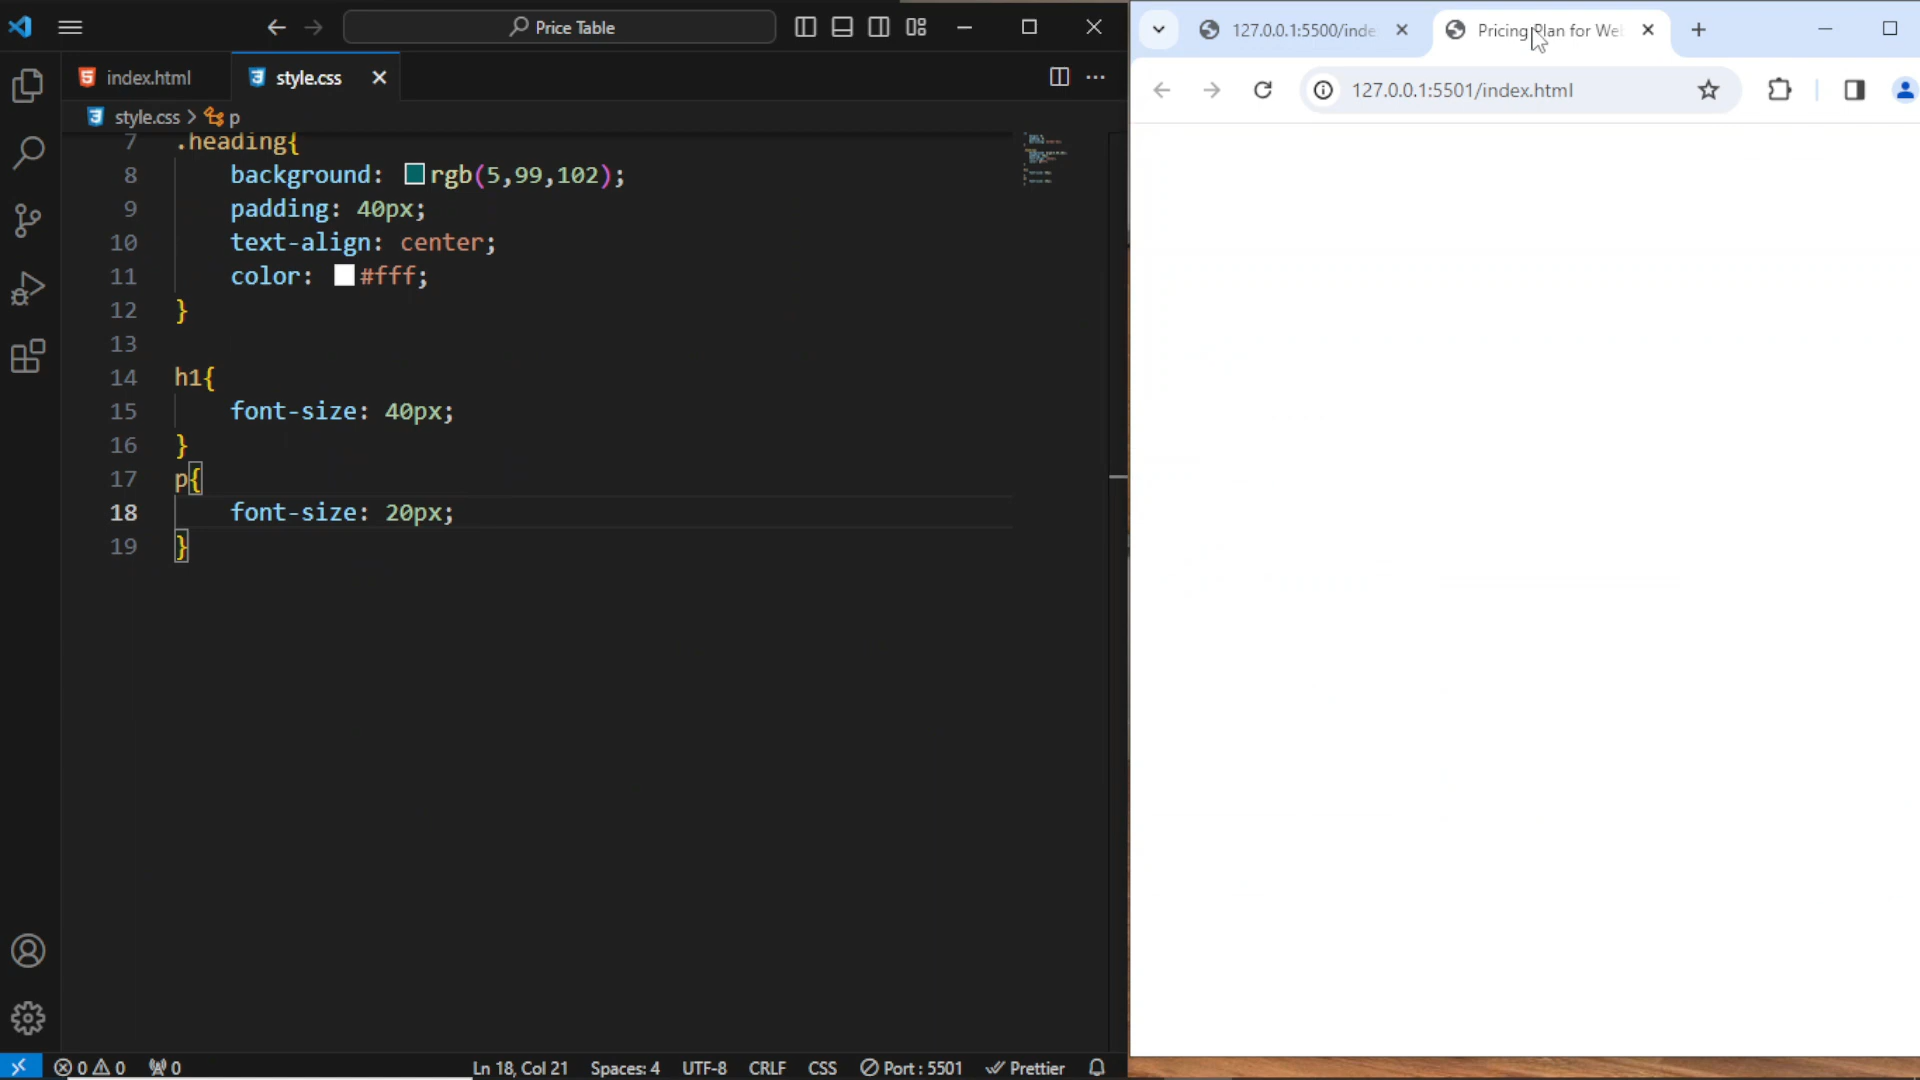 Price Table
index.html
style.css
style.css > p
7 .heading{
8 background: rgb(5,99,102);
9 padding: 40px;
10 text-align: center;
11 color: #fff;
12 }
13
14 h1{
15 font-size: 40px;
16 }
17 p{
18 font-size: 20px;
19 }
0 0 0
Ln 18, Col 21 Spaces: 4 UTF-8 CRLF CSS Port : 5501 Prettier
127.0.0.1:5500/inde
Pricing Plan for We
127.0.0.1:5501/index.html